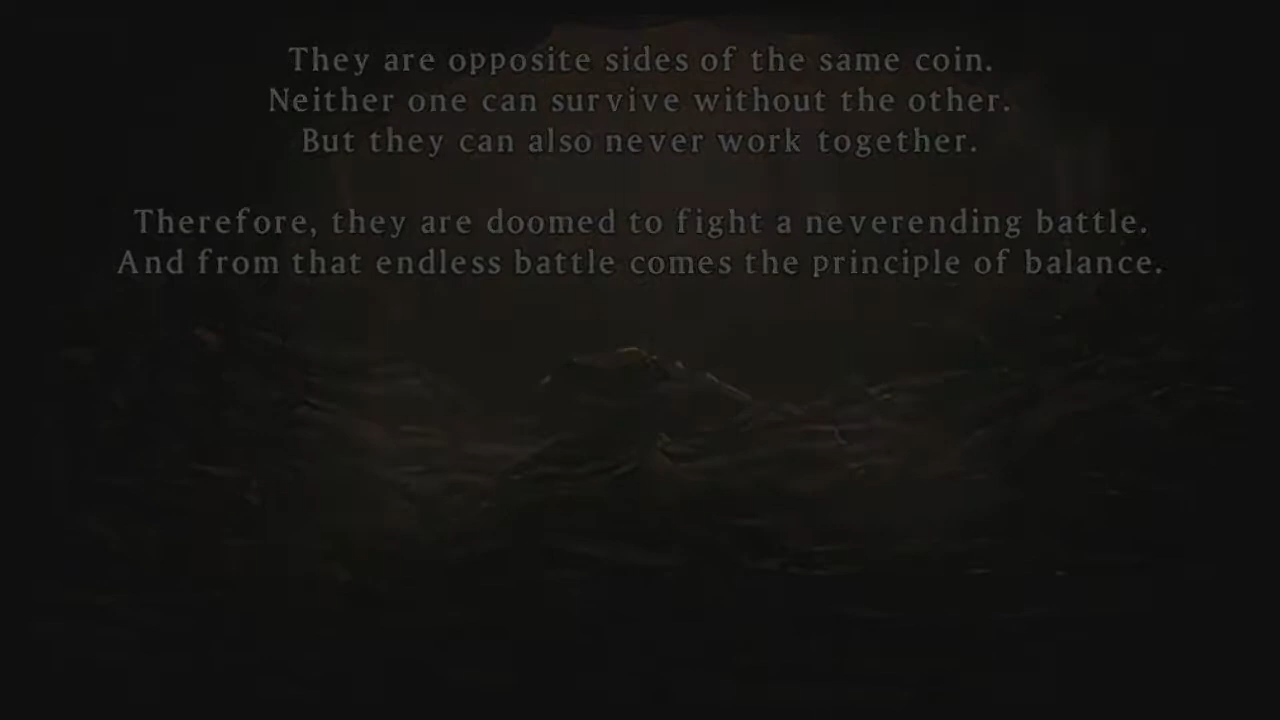 They are opposite sides of the same coin.
Neither one can survive without the other.
But they can also never work together.
Therefore, they are doomed to fight a neverending battle.
And from that endless battle comes the principle of balance.